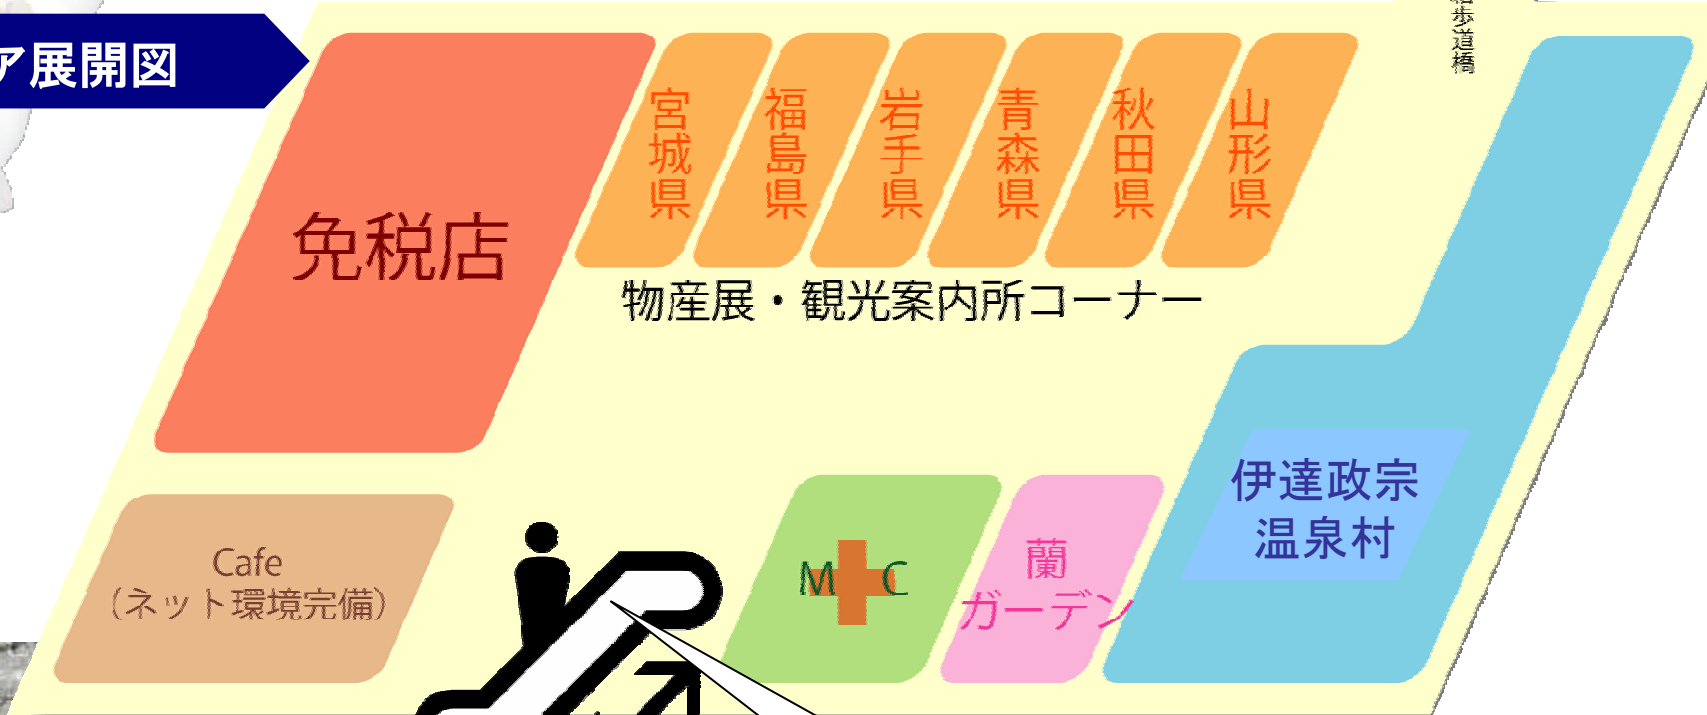 ア展開図
歩道橋
免税店
宮城県
福島県
岩手県
青森県
秋田県
山形県
物産展・観光案内所コーナー
伊達政宗
温泉村
Cafe
（ネット環境完備）
M C
蘭
ガーデン